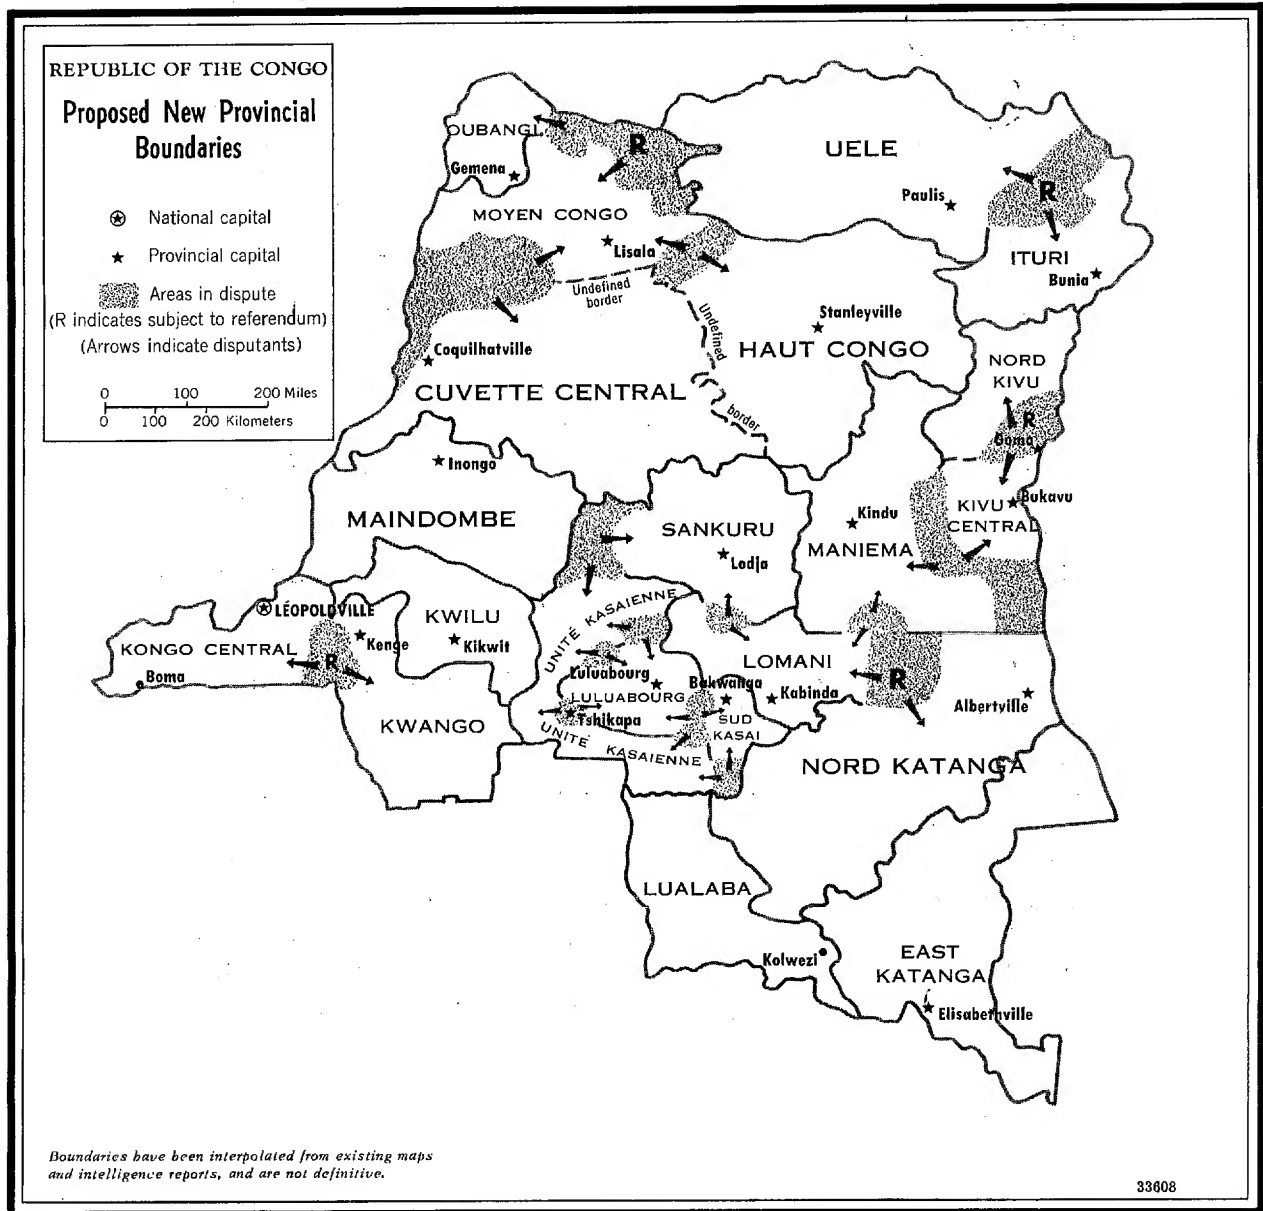 REPUBLIC OF THE CONGO
Proposed New Provincial
Boundaries
National capital
Provincial capital
Areas in dispute
(R indicates subject to referendum)
(Arrows indicate disputants)
0 100 200 Miles
0 100 200 Kilometers
OUBANGI
Gemena
R
UELE
Paulis
R
MOYEN CONGO
Lisala
ITURI
Bunia
Undefined
border
Undefined
border
Stanleyville
HAUT CONGO
Coquilhatville
CUVETTE CENTRAL
NORD
KIVU
R
Goma
Inongo
MAINDOMBE
SANKURU
Lodja
Kindu
MANIEMA
KIVU
CENTRAL
Bukavu
LÉOPOLDVILLE
KONGO CENTRAL
Boma
R
Kenge
KWILU
Kikwit
KWANGO
UNITÉ KASAIENNE
Luluabourg
LULUABOURG
Tshikapa
UNITÉ KASAIENNE
Bakwanga
SUD
KASAI
LOMANI
Kabinda
R
Albertville
NORD KATANGA
LUALABA
Kolwezi
EAST
KATANGA
Elisabethville
Boundaries have been interpolated from existing maps
and intelligence reports, and are not definitive.
33608